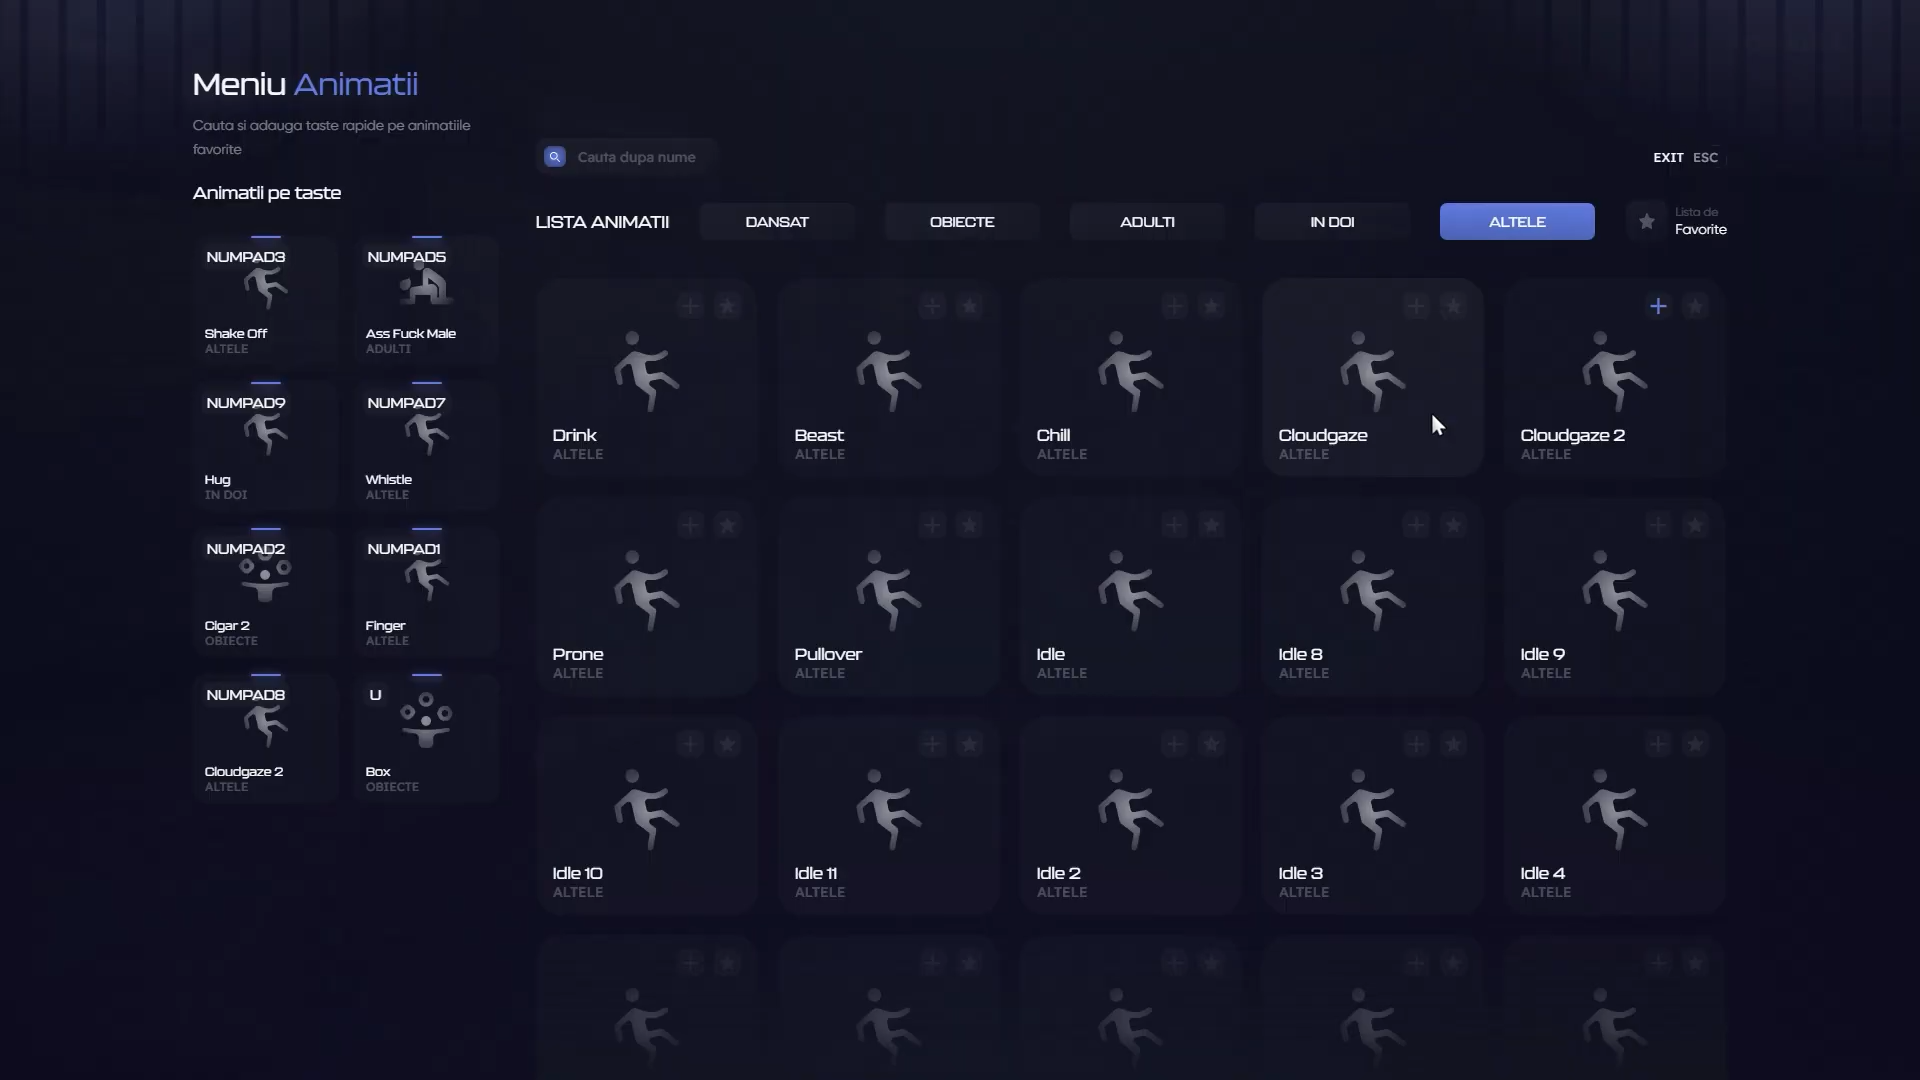 Meniu Animatii
Cauta si adauga taste rapide pe animatiile
favorite
Animatii pe taste
NUMPAD3
Shake Off
ALTELE
NUMPAD5
Ass Fuck Male
ADULTI
NUMPAD9
Hug
IN DOI
NUMPAD7
Whistle
ALTELE
NUMPAD2
Cigar 2
OBIECTE
NUMPAD1
Finger
ALTELE
NUMPAD8
Cloudgaze 2
ALTELE
U
Box
OBIECTE
Cauta dupa nume
EXIT ESC
LISTA ANIMATII
DANSAT
OBIECTE
ADULTI
IN DOI
ALTELE
Lista de
Favorite
Drink
ALTELE
Beast
ALTELE
Chill
ALTELE
Cloudgaze
ALTELE
Cloudgaze 2
ALTELE
Prone
ALTELE
Pullover
ALTELE
Idle
ALTELE
Idle 8
ALTELE
Idle 9
ALTELE
Idle 10
ALTELE
Idle 11
ALTELE
Idle 2
ALTELE
Idle 3
ALTELE
Idle 4
ALTELE